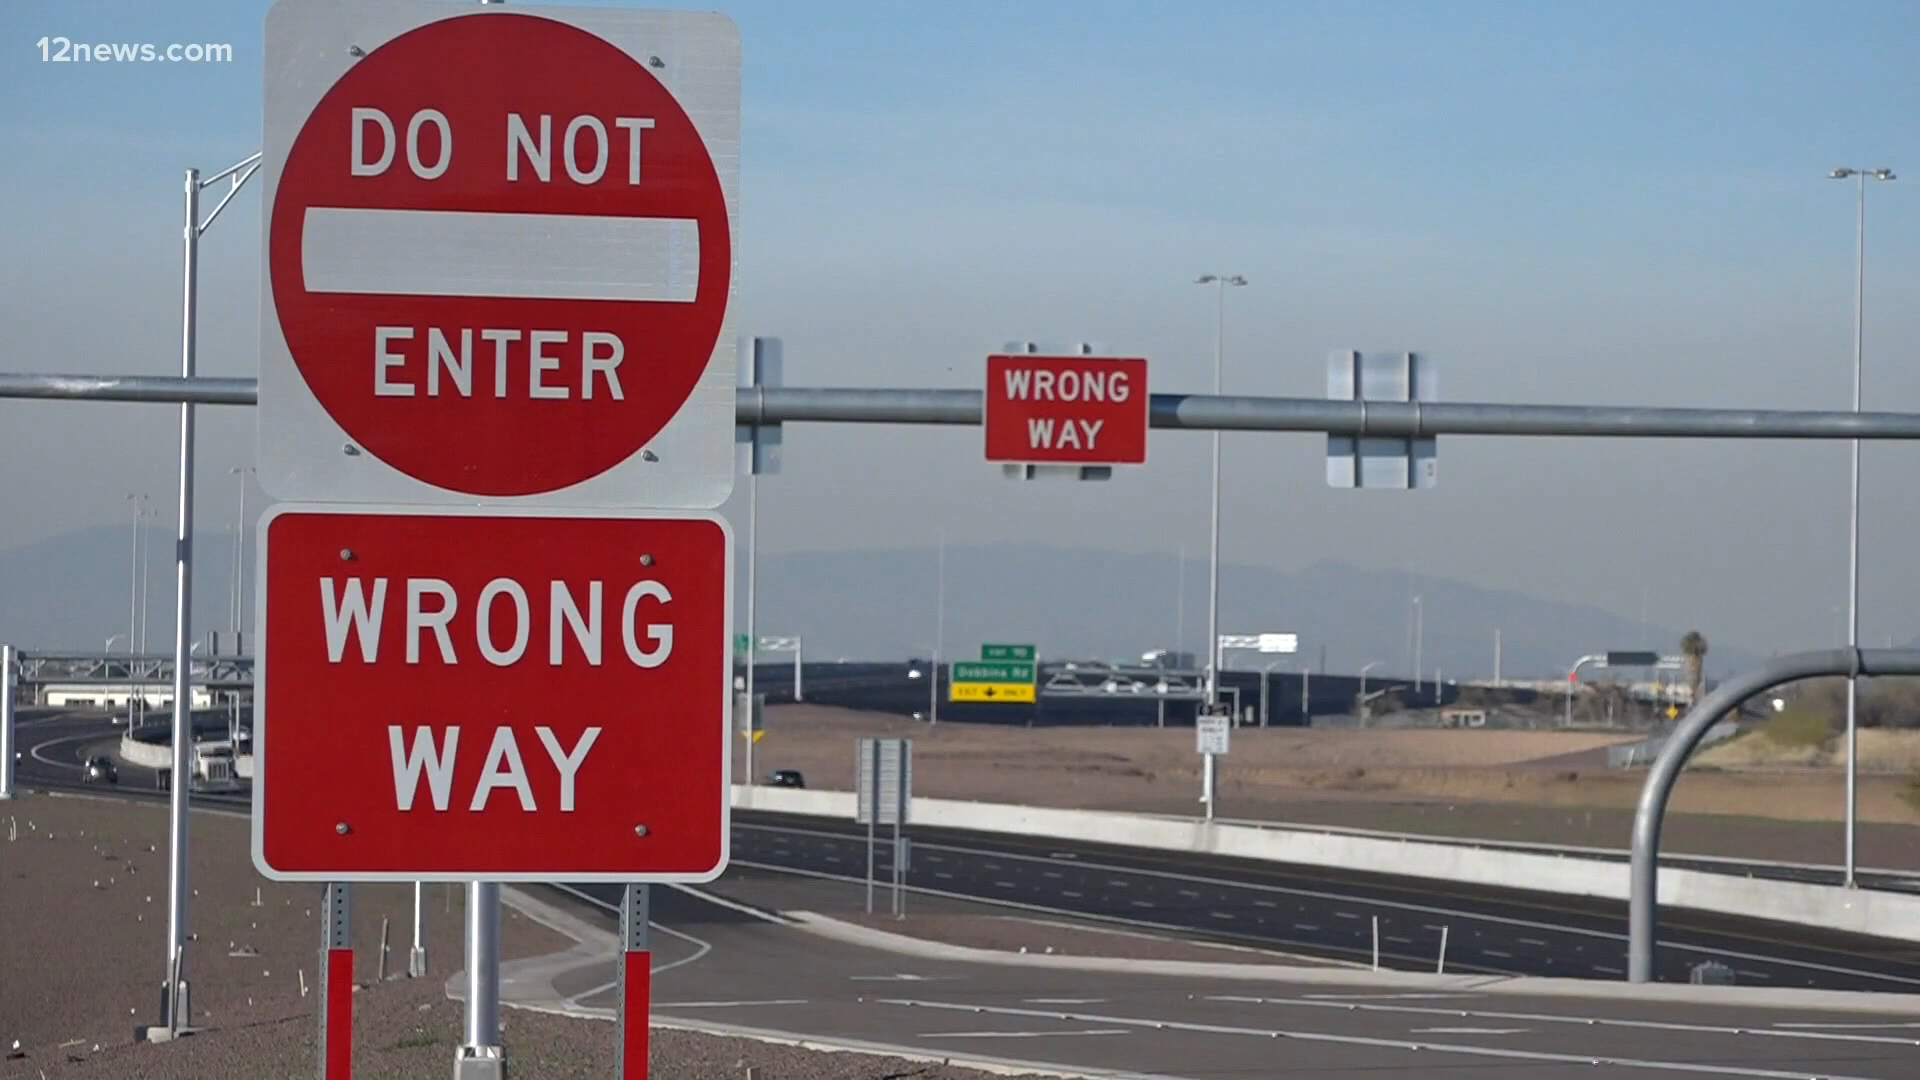 12news.com
DO NOT
ENTER
WRONG
WAY
WRONG
WAY
Dobbins Rd
EXIT ONLY